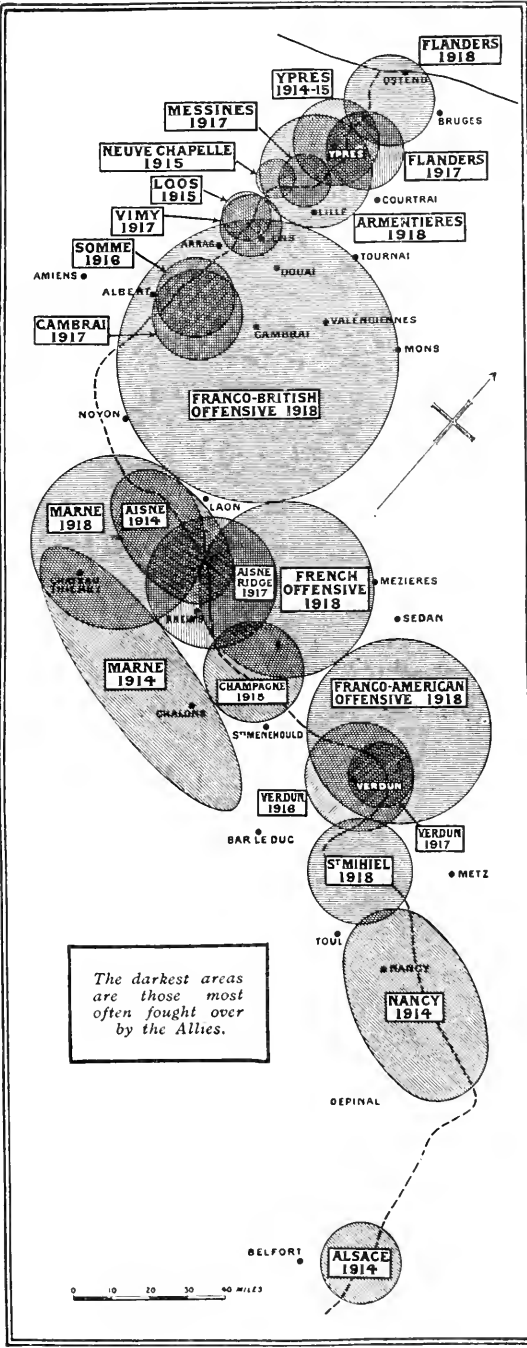 FLANDERS
1918
OSTEND
YPRES
1914-15
BRUGES
MESSINES
1917
NEUVE CHAPELLE
1915
YPRES
FLANDERS
1917
LOOS
1915
COURTRAI
LILLE
VIMY
1917
ARMENTIERES
1918
SOMME
1916
ARRAS
TOURNAI
DOUAI
AMIENS
ALBERT
CAMBRAI
1917
CAMBRAI
VALENCIENNES
MONS
FRANCO-BRITISH
OFFENSIVE 1918
NOYON
LAON
MARNE
1918
AISNE
1914
AISNE
RIDGE
1917
FRENCH
OFFENSIVE
1918
MEZIERES
CHATEAU
THIERRY
RHEIMS
SEDAN
MARNE
1914
CHAMPAGNE
1915
FRANCO-AMERICAN
OFFENSIVE 1918
CHALONS
STE MENEHOULD
VERDUN
VERDUN
1916
VERDUN
1917
BAR LE DUC
ST MIHIEL
1918
METZ
TOUL
NANCY
NANCY
1914
The darkest areas
are those most
often fought over
by the Allies.
OEPINAL
BELFORT
ALSACE
1914
0 10 20 30 40 MILES